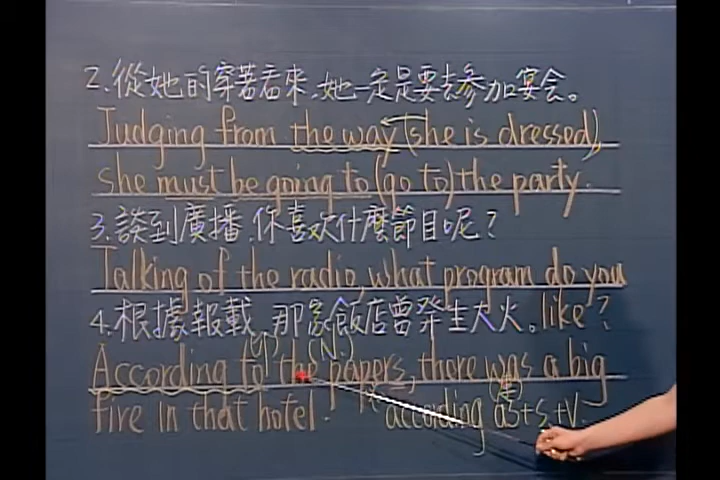 2. 從她的穿著看來,她一定是要去參加宴会。
Judging from the way (she is dressed),
she must be going to (go to) the party.
3. 談到廣播,你喜欢什麼節目呢?
Talking of the radio, what program do you
4. 根據報載,那家飯店曾發生大火。like?
(介) (N.)
According to the papers, there was a big
fire in that hotel. according as + S + V.